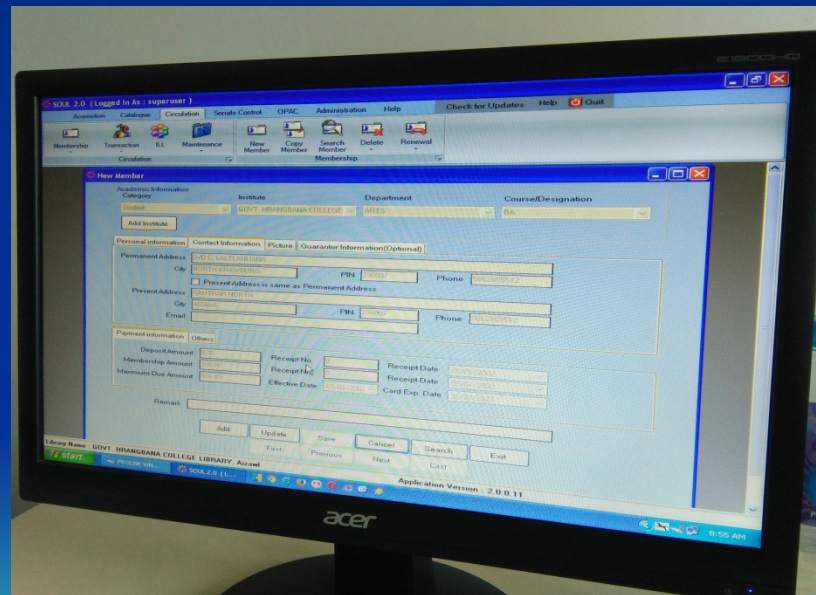 E1900HQ
SOUL 2.0 ( Logged In As : superuser )
Acquisition Catalogue Circulation Serials Control OPAC Administration Help Check for Updates Help Quit
Membership Transaction ILL Maintenance New Member Copy Member Search Member Delete Renewal
Circulation Membership
New Member
Academic Information
Category Institute Department Course/Designation
Student GOVT. HRANGBANA COLLEGE ARTS BA
Add Institute
Personal information Contact Information Picture Guarantor Information(Optional)
Permanent Address
City PIN Phone
Present Address is same as Permanent Address
Present Address
City PIN Phone
Email
Payment information Others
Deposit Amount Receipt No. Receipt Date
Membership Amount Receipt No. Receipt Date
Maximum Due Amount Effective Date Card Exp. Date
Remark
Add Update Save Cancel Search Exit
First Previous Next Last
Library Name : GOVT. HRANGBANA COLLEGE LIBRARY, Aizawl Application Version : 2.0.0.11
start SOUL 2.0 ( L... 8:55 AM
acer